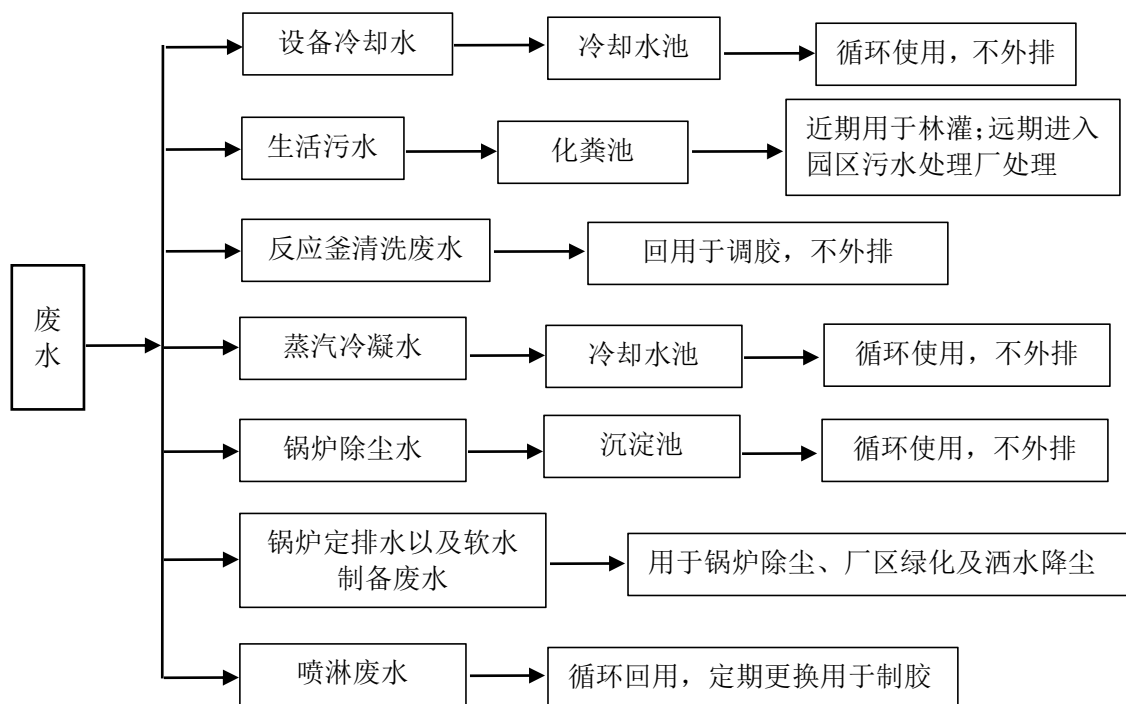 设备冷却水
冷却水池
循环使用，不外排
生活污水
化粪池
近期用于林灌；远期进入
园区污水处理厂处理
反应釜清洗废水
回用于调胶，不外排
废
水
蒸汽冷凝水
冷却水池
循环使用，不外排
锅炉除尘水
沉淀池
循环使用，不外排
锅炉定排水以及软水
制备废水
用于锅炉除尘、厂区绿化及洒水降尘
喷淋废水
循环回用，定期更换用于制胶